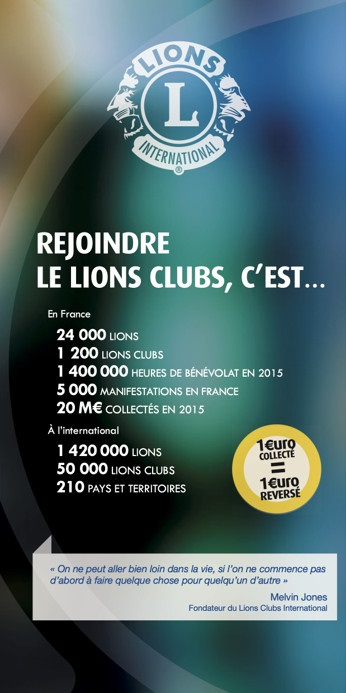 LIONS
L
INTERNATIONAL
®
REJOINDRE
LE LIONS CLUBS, C'EST...
En France
24 000 LIONS
1 200 LIONS CLUBS
1 400 000 HEURES DE BÉNÉVOLAT EN 2015
5 000 MANIFESTATIONS EN FRANCE
20 M€ COLLECTÉS EN 2015
À l'international
1 420 000 LIONS
50 000 LIONS CLUBS
210 PAYS ET TERRITOIRES
1€uro
COLLECTÉ
=
1€uro
REVERSÉ
« On ne peut aller bien loin dans la vie, si l'on ne commence pas
d'abord à faire quelque chose pour quelqu'un d'autre »
Melvin Jones
Fondateur du Lions Clubs International